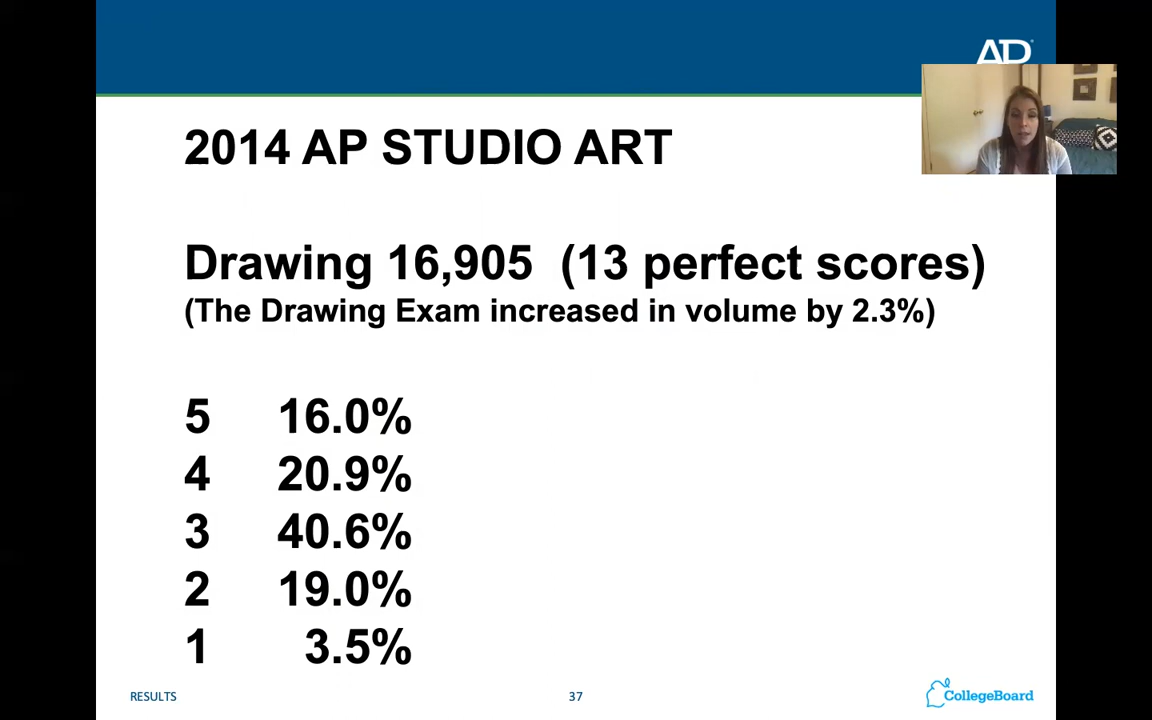 AP
2014 AP STUDIO ART
Drawing 16,905 (13 perfect scores)
(The Drawing Exam increased in volume by 2.3%)
5 16.0%
4 20.9%
3 40.6%
2 19.0%
1 3.5%
RESULTS 37 CollegeBoard